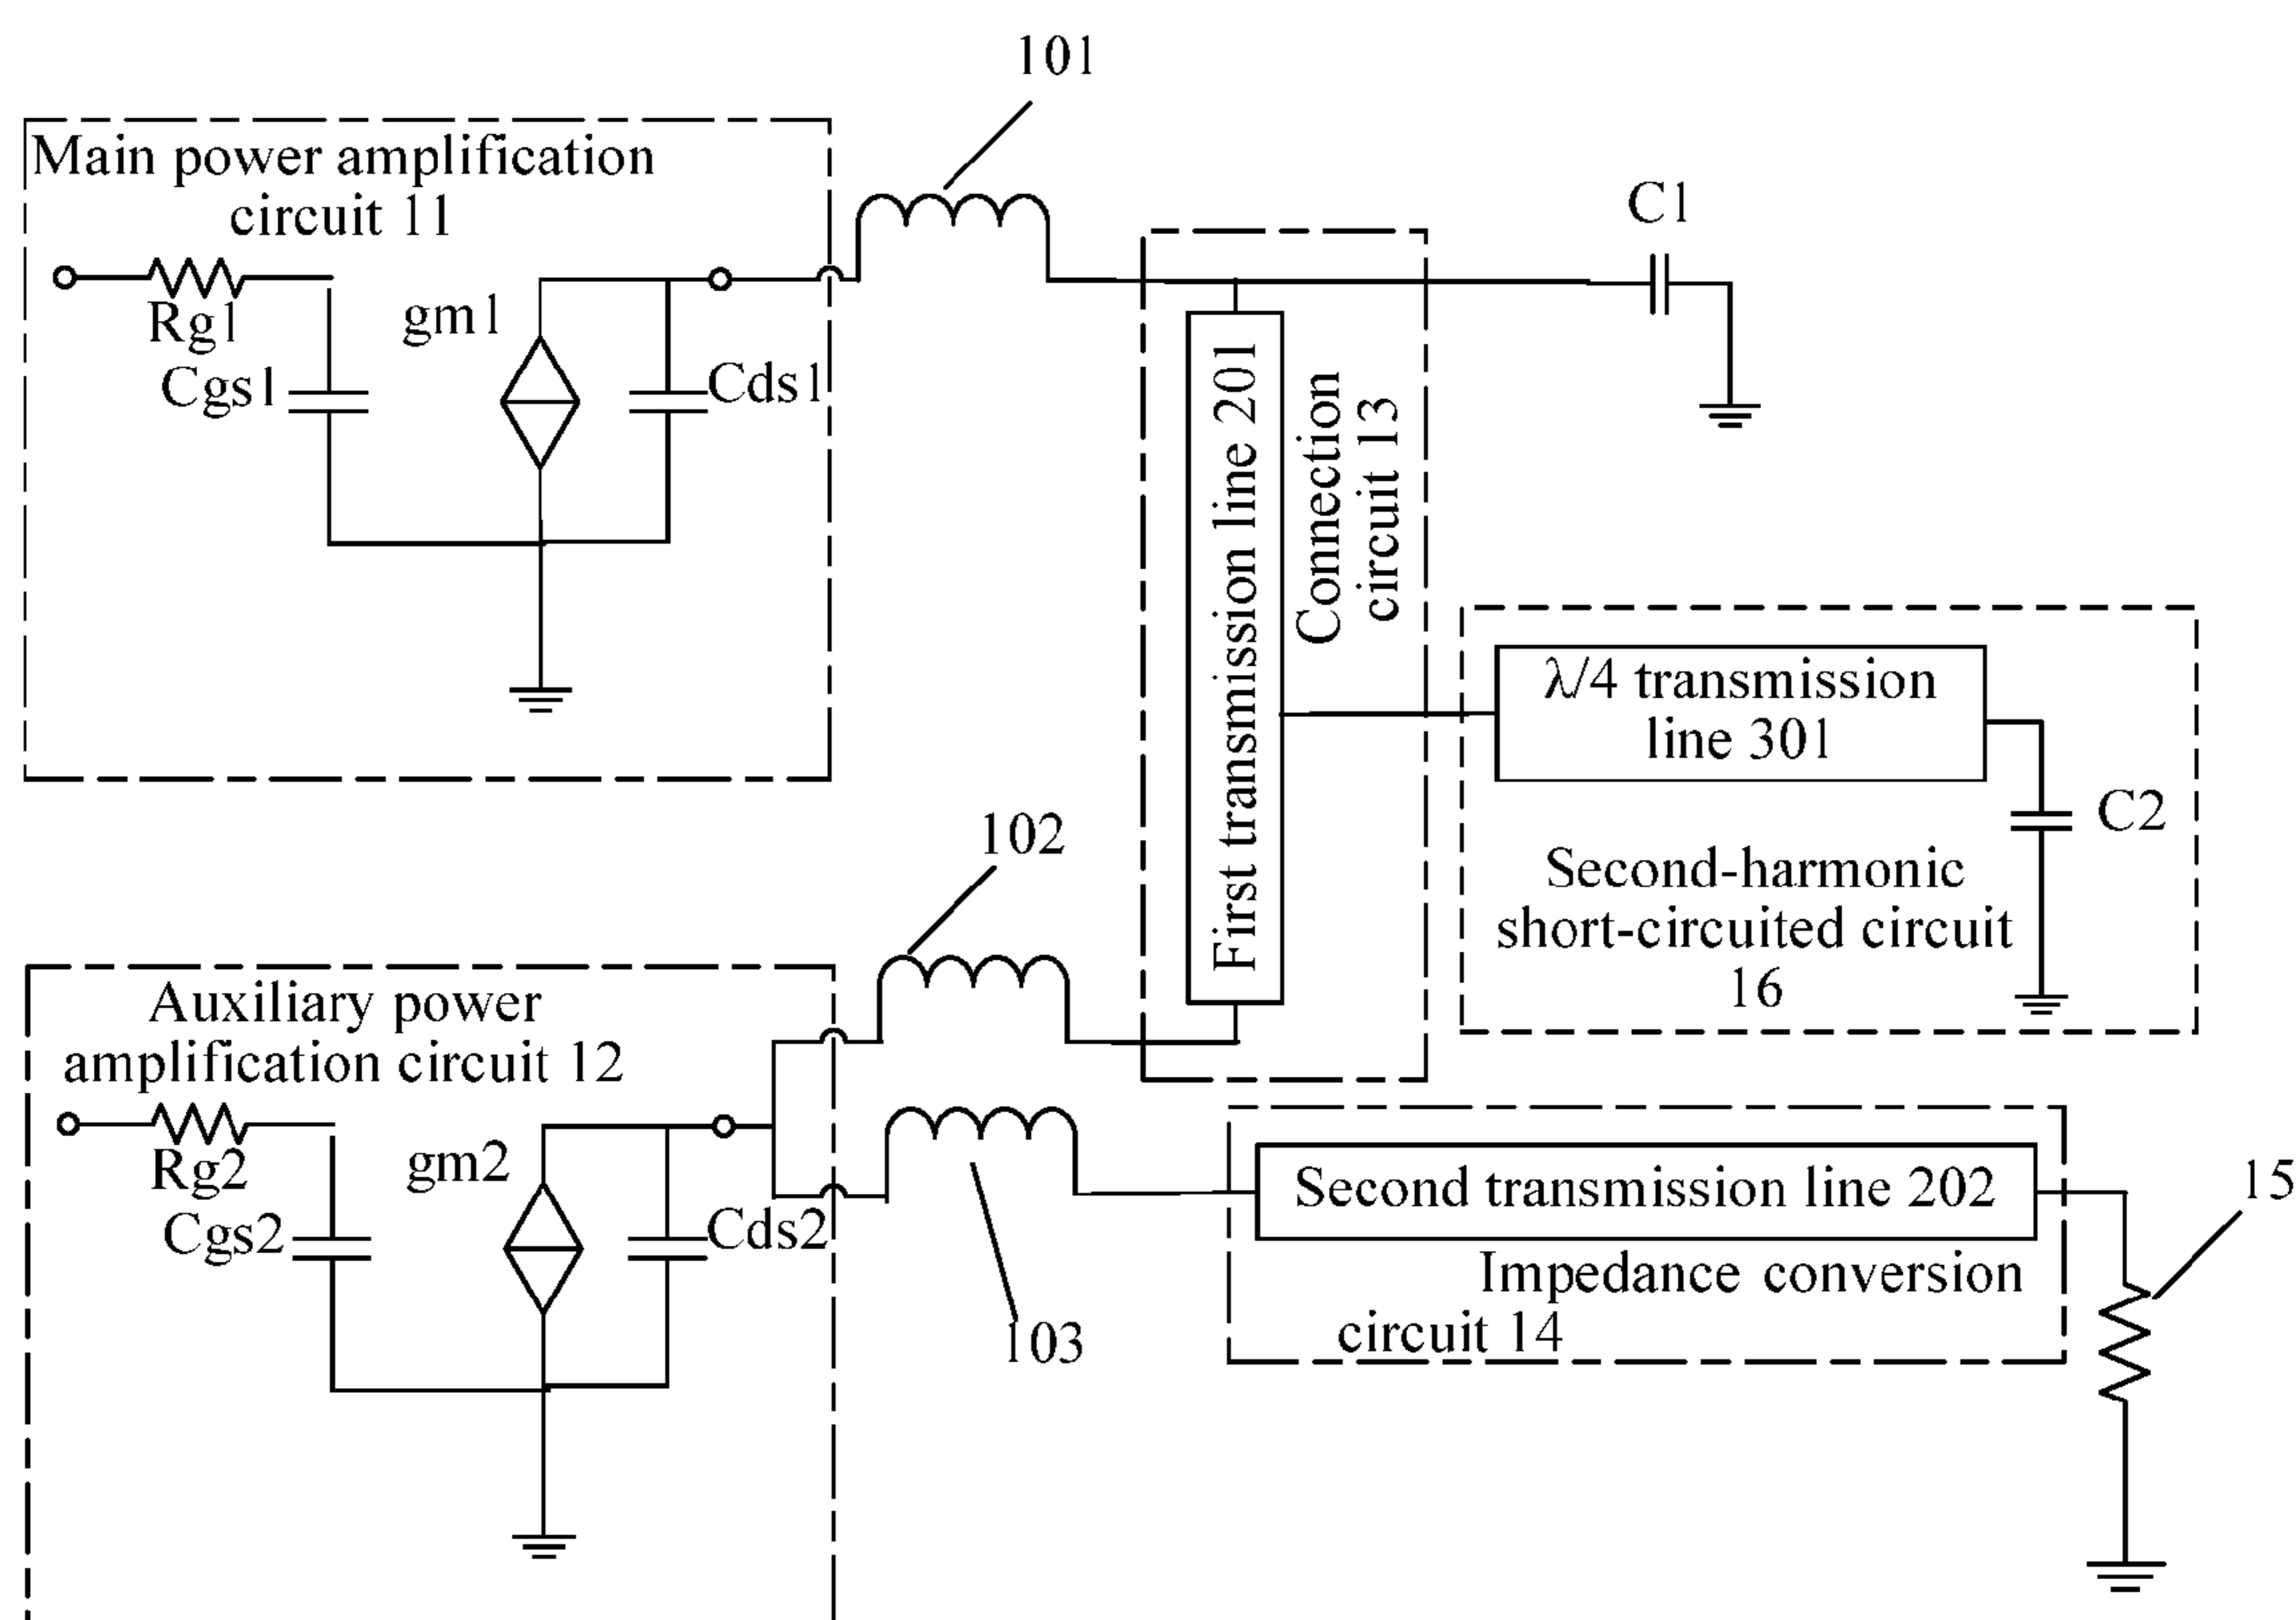 101
Main power amplification
circuit 11
C1
Rg1
gm1
Cgs1
Cds1
First transmission line 201
Connection
circuit 13
λ/4 transmission
line 301
C2
Second-harmonic
short-circuited circuit
16
102
Auxiliary power
amplification circuit 12
Rg2
gm2
Cgs2
Cds2
103
Second transmission line 202
15
Impedance conversion
circuit 14